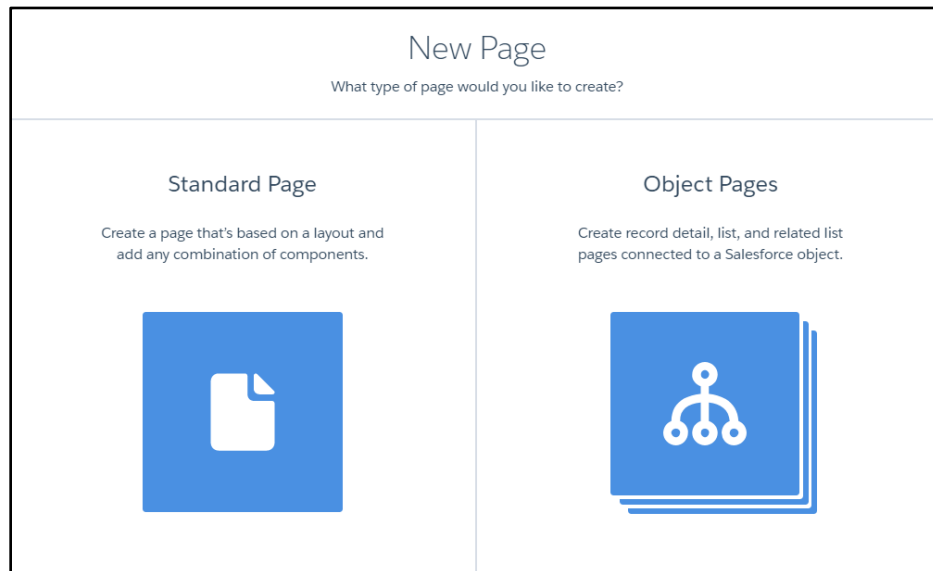 New Page
What type of page would you like to create?
Standard Page
Create a page that's based on a layout and
add any combination of components.
Object Pages
Create record detail, list, and related list
pages connected to a Salesforce object.